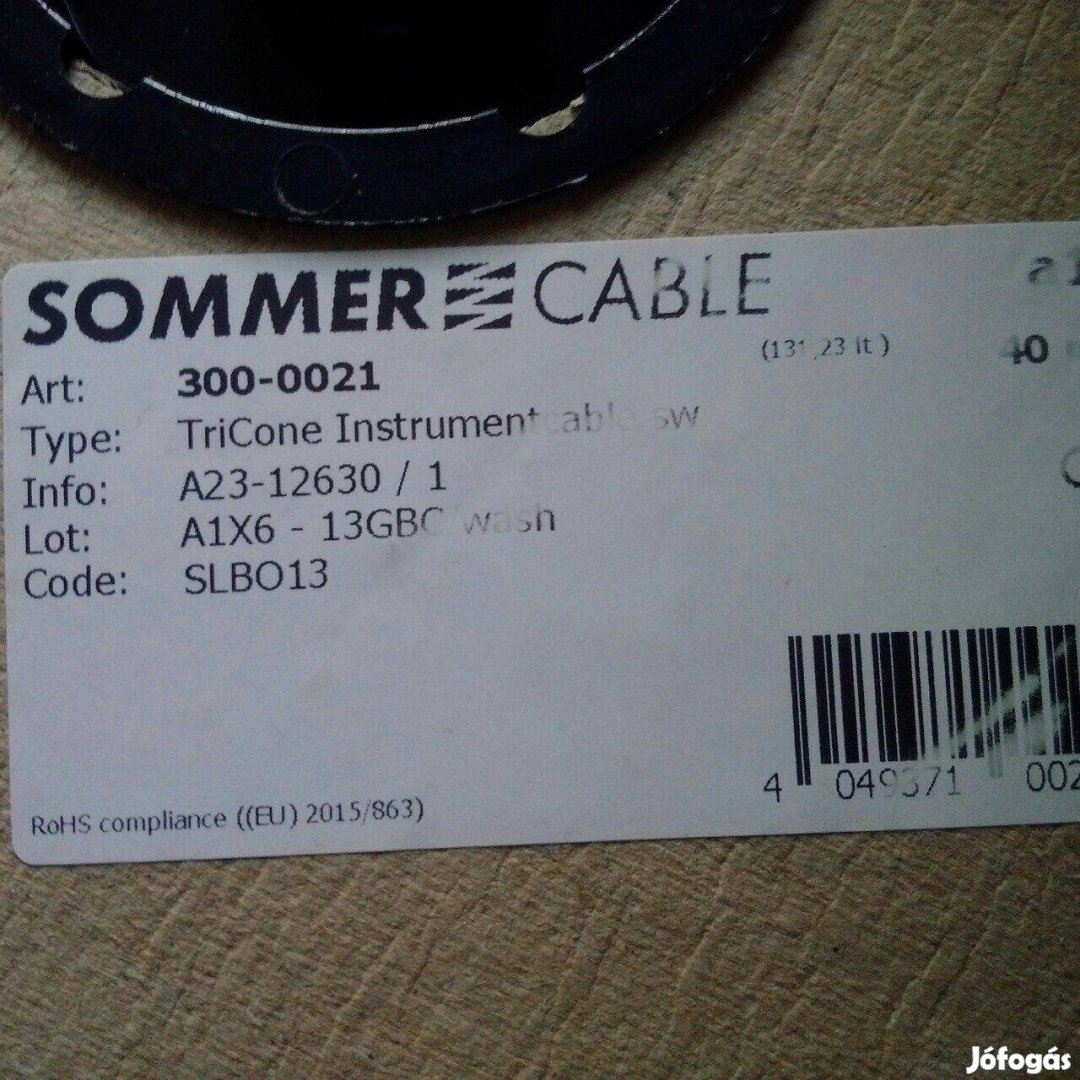 SOMMER CABLE
(131,23 ft ) 40
Art: 300-0021
Type: TriCone Instrumentcable sw
Info: A23-12630 / 1
Lot: A1X6 - 13GBC wash
Code: SLBO13
4 049371 002
RoHS compliance ((EU) 2015/863)
Jófogás